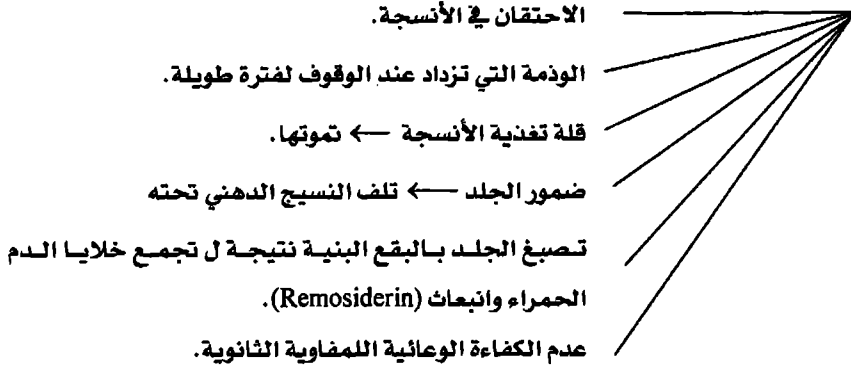 الاحتقان في الأنسجة.
الوذمة التي تزداد عند الوقوف لفترة طويلة.
قلة تغذية الأنسجة ← تموتها.
ضمور الجلد ← تلف النسيج الدهني تحته
تصبغ الجلد بالبقع البنية نتيجة ل تجمع خلايا الدم
الحمراء وانبعاث (Remosiderin).
عدم الكفاءة الوعائية اللمفاوية الثانوية.